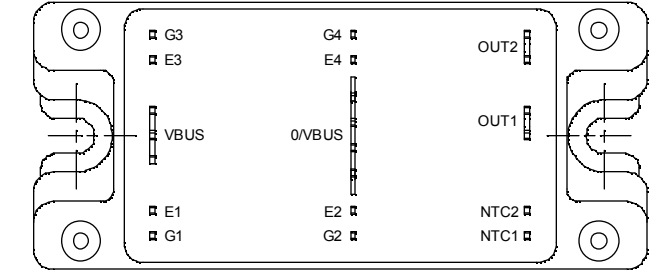 G3 G4 OUT2
E3 E4
VBUS 0/VBUS OUT1
E1 E2 NTC2
G1 G2 NTC1